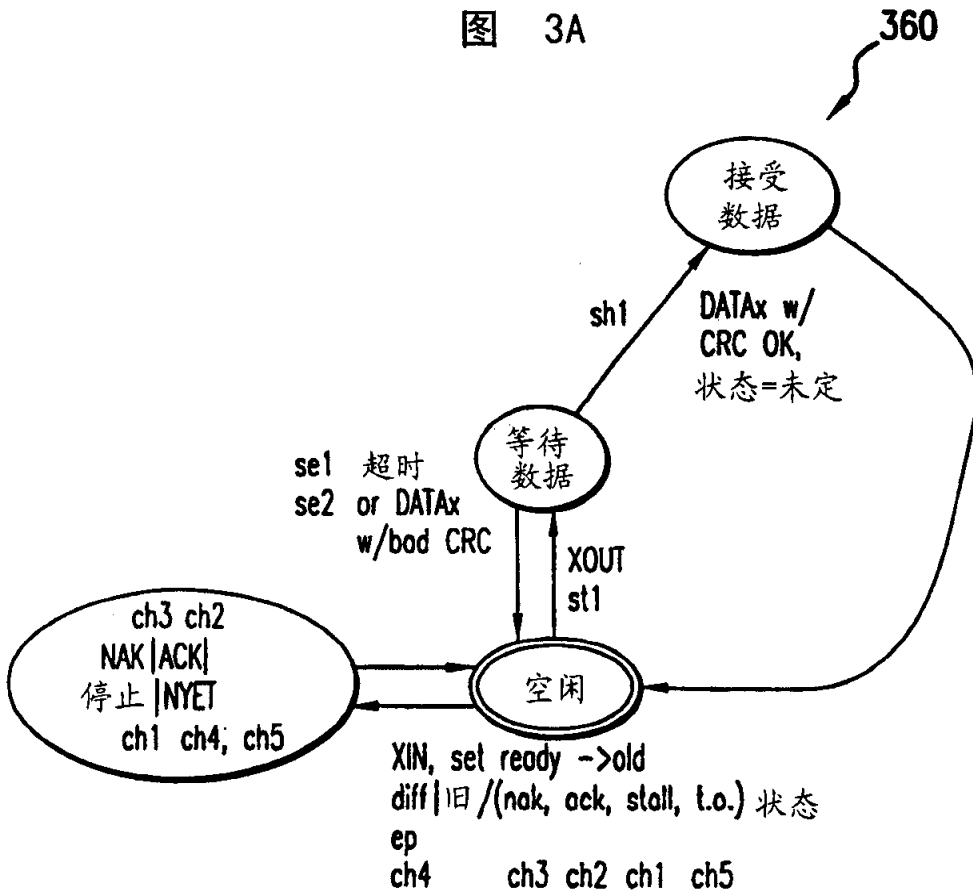 图 3A
360
接受
数据
sh1
DATAx w/
CRC OK,
状态=未定
等待
数据
se1 超时
se2 or DATAx
w/bad CRC
XOUT
st1
ch3 ch2
NAK|ACK|
停止|NYET
ch1 ch4, ch5
空闲
XIN, set ready ->old
diff|旧/(nak, ack, stall, t.o.) 状态
ep
ch4 ch3 ch2 ch1 ch5